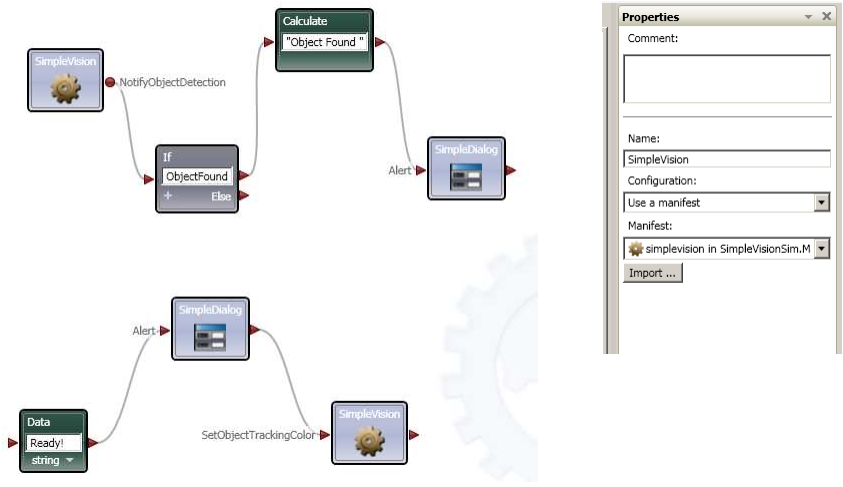 Calculate
"Object Found "
SimpleVision
NotifyObjectDetection
If
ObjectFound
Else
SimpleDialog
Alert
SimpleDialog
Alert
Data
Ready!
string
SimpleVision
SetObjectTrackingColor
Properties
Comment:
Name:
SimpleVision
Configuration:
Use a manifest
Manifest:
simplevision in SimpleVisionSim.M
Import ...